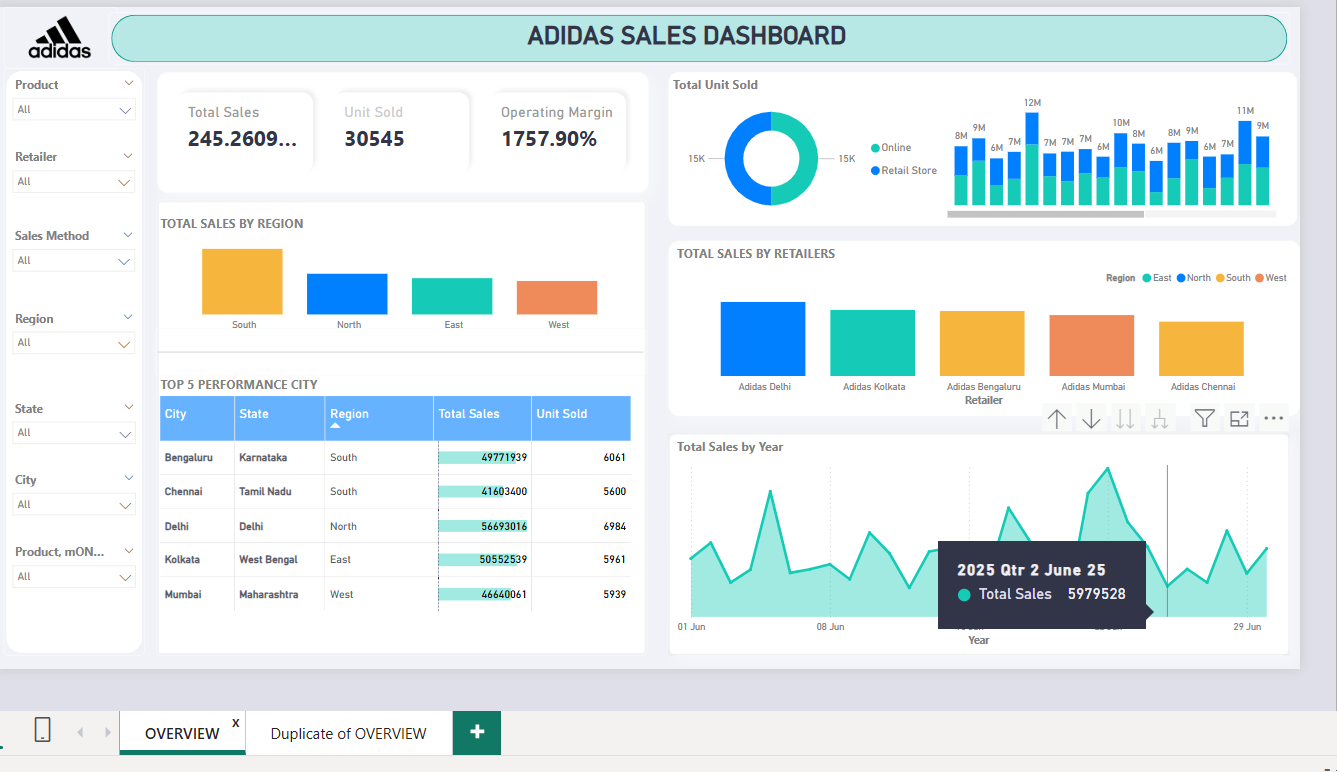 adidas
ADIDAS SALES DASHBOARD
Product
All
Retailer
All
Sales Method
All
Region
All
State
All
City
All
Product, mON...
All
Total Sales
245.2609...
Unit Sold
30545
Operating Margin
1757.90%
TOTAL SALES BY REGION
South North East West
TOP 5 PERFORMANCE CITY
City State Region Total Sales Unit Sold
Bengaluru Karnataka South 49771939 6061
Chennai Tamil Nadu South 41603400 5600
Delhi Delhi North 56693016 6984
Kolkata West Bengal East 50552539 5961
Mumbai Maharashtra West 46640061 5939
Total Unit Sold
15K 15K
Online
Retail Store
8M 9M 6M 7M 12M 7M 7M 7M 6M 10M 8M 6M 8M 9M 6M 7M 11M 9M
TOTAL SALES BY RETAILERS
Region East North South West
Adidas Delhi Adidas Kolkata Adidas Bengaluru Adidas Mumbai Adidas Chennai
Retailer
Total Sales by Year
2025 Qtr 2 June 25
Total Sales 5979528
01 Jun 08 Jun 29 Jun
Year
OVERVIEW x
Duplicate of OVERVIEW
+